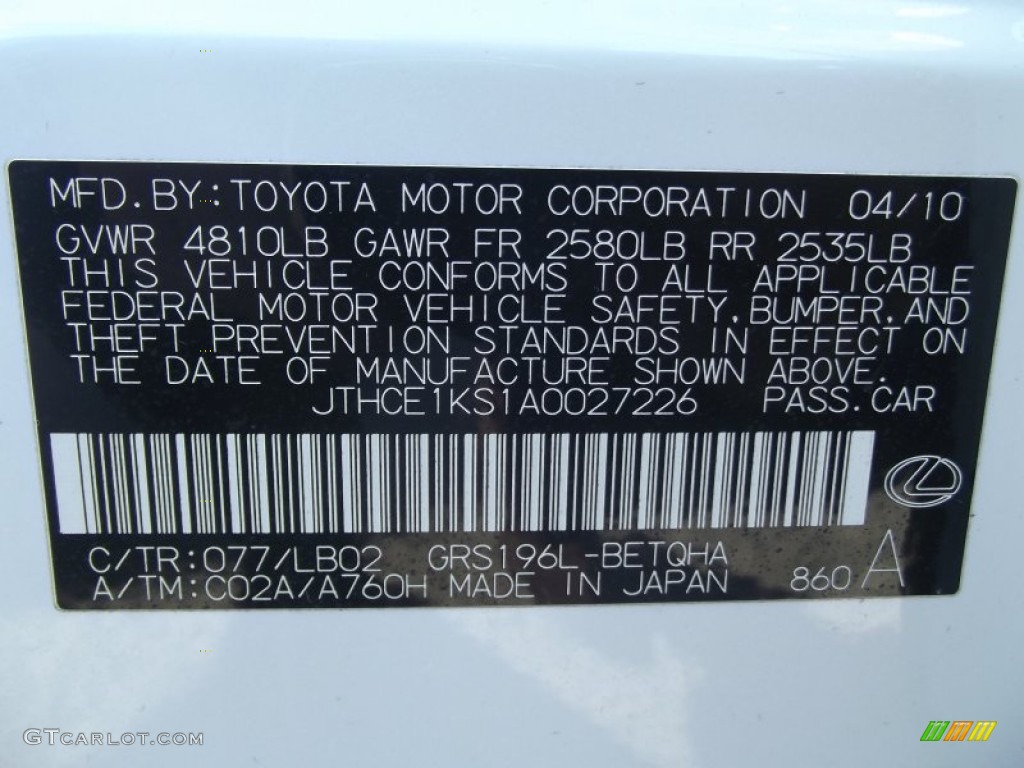 MFD.BY:TOYOTA MOTOR CORPORATION 04/10
GVWR 4810LB GAWR FR 2580LB RR 2535LB
THIS VEHICLE CONFORMS TO ALL APPLICABLE
FEDERAL MOTOR VEHICLE SAFETY,BUMPER,AND
THEFT PREVENTION STANDARDS IN EFFECT ON
THE DATE OF MANUFACTURE SHOWN ABOVE.
JTHCE1KS1A0027226 PASS.CAR
C/TR:077/LB02 GRS196L-BETQHA
A/TM:C02A/A760H MADE IN JAPAN 860 A
GTCARLOT.COM